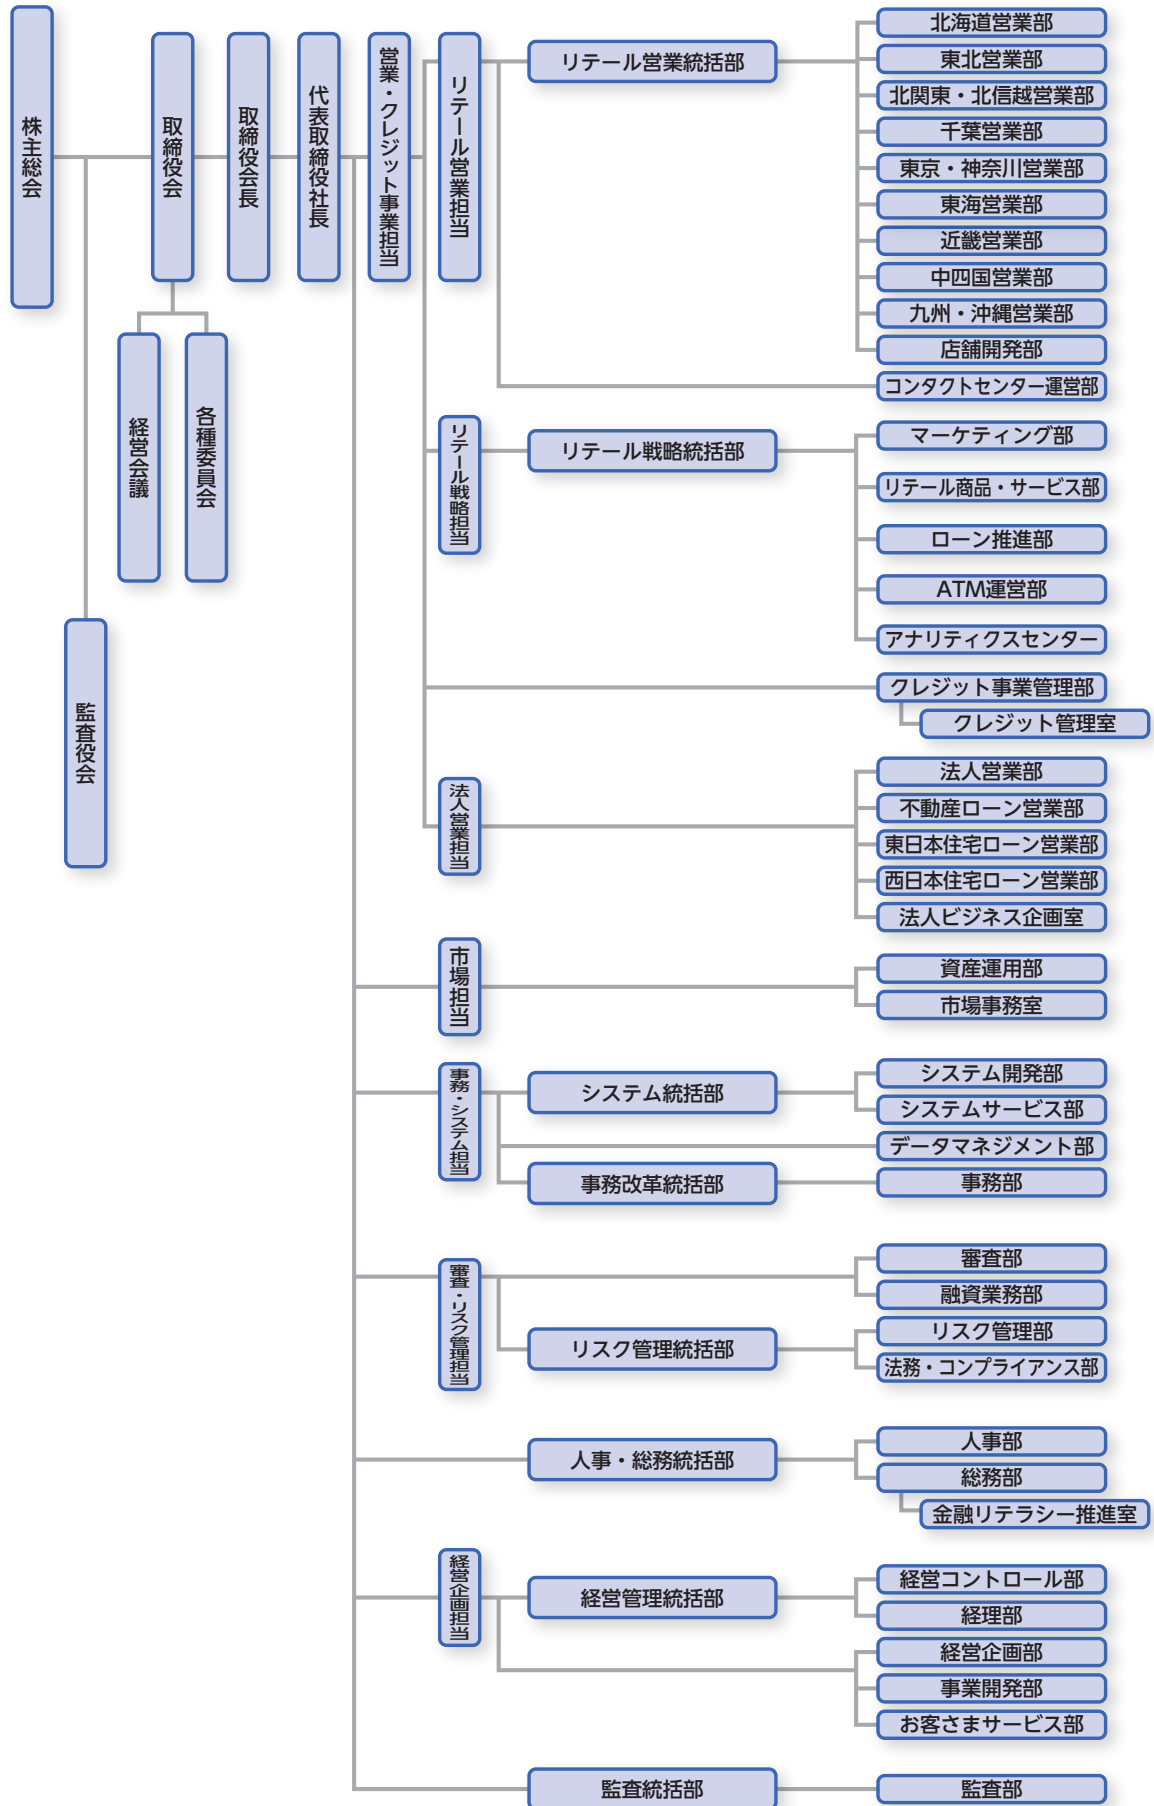 株主総会
取締役会
取締役会長
代表取締役社長
営業・クレジット事業担当
経営会議
各種委員会
監査役会
リテール営業担当
リテール営業統括部
北海道営業部
東北営業部
北関東・北信越営業部
千葉営業部
東京・神奈川営業部
東海営業部
近畿営業部
中四国営業部
九州・沖縄営業部
店舗開発部
コンタクトセンター運営部
リテール戦略担当
リテール戦略統括部
マーケティング部
リテール商品・サービス部
ローン推進部
ATM運営部
アナリティクスセンター
クレジット事業管理部
クレジット管理室
法人営業担当
法人営業部
不動産ローン営業部
東日本住宅ローン営業部
西日本住宅ローン営業部
法人ビジネス企画室
市場担当
資産運用部
市場事務室
事務・システム担当
システム統括部
システム開発部
システムサービス部
データマネジメント部
事務改革統括部
事務部
審査・リスク管理担当
審査部
融資業務部
リスク管理統括部
リスク管理部
法務・コンプライアンス部
人事・総務統括部
人事部
総務部
金融リテラシー推進室
経営企画担当
経営管理統括部
経営コントロール部
経理部
経営企画部
事業開発部
お客さまサービス部
監査統括部
監査部